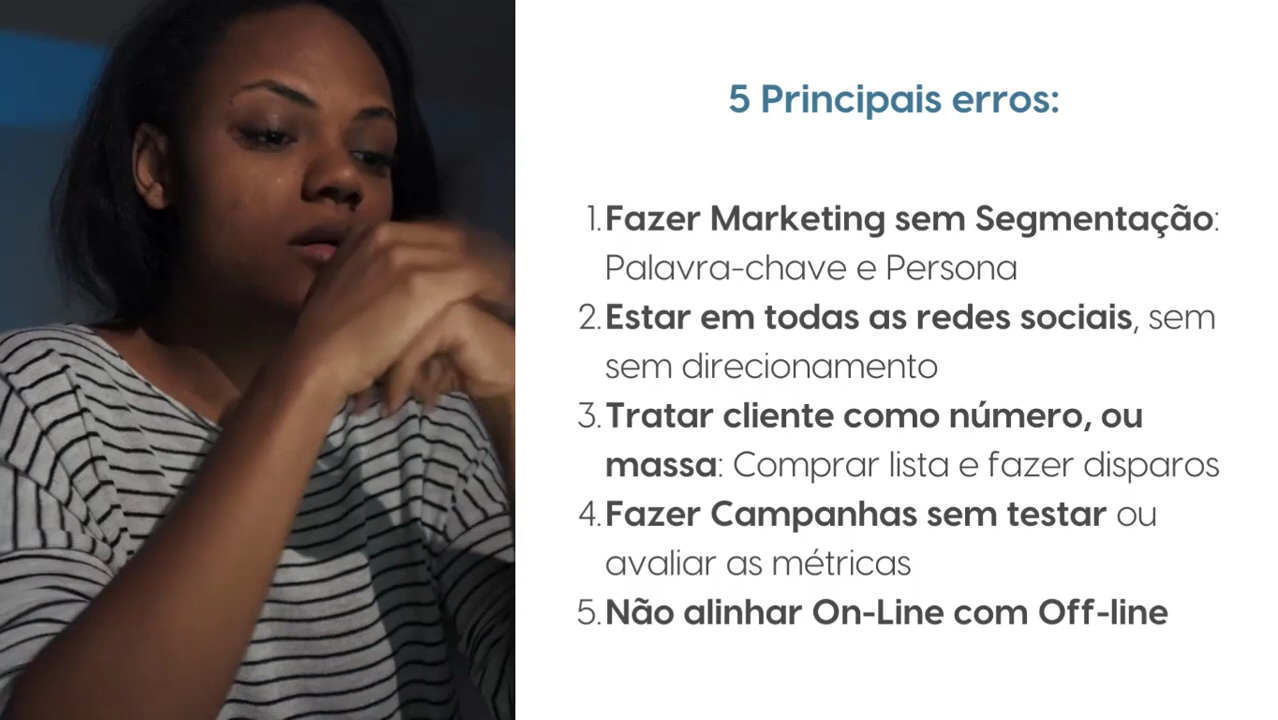 5 Principais erros:
1. Fazer Marketing sem Segmentação:
Palavra-chave e Persona
2. Estar em todas as redes sociais, sem
sem direcionamento
3. Tratar cliente como número, ou
massa: Comprar lista e fazer disparos
4. Fazer Campanhas sem testar ou
avaliar as métricas
5. Não alinhar On-Line com Off-line